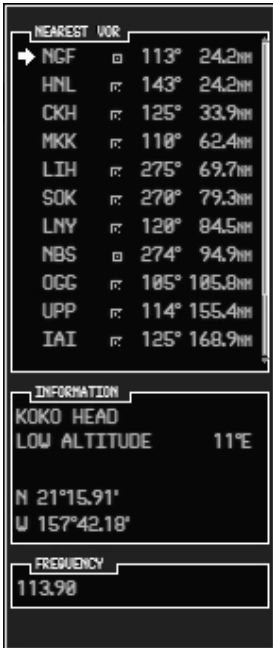 NEAREST VOR
NGF 113° 24.2NM
HNL 143° 24.2NM
CKH 125° 33.9NM
MKK 110° 62.4NM
LIH 275° 69.7NM
SOK 270° 79.3NM
LNY 120° 84.5NM
NBS 274° 94.9NM
OGG 105° 105.8NM
UPP 114° 155.4NM
IAI 125° 168.9NM
INFORMATION
KOKO HEAD
LOW ALTITUDE 11°E
N 21°15.91'
W 157°42.18'
FREQUENCY
113.90